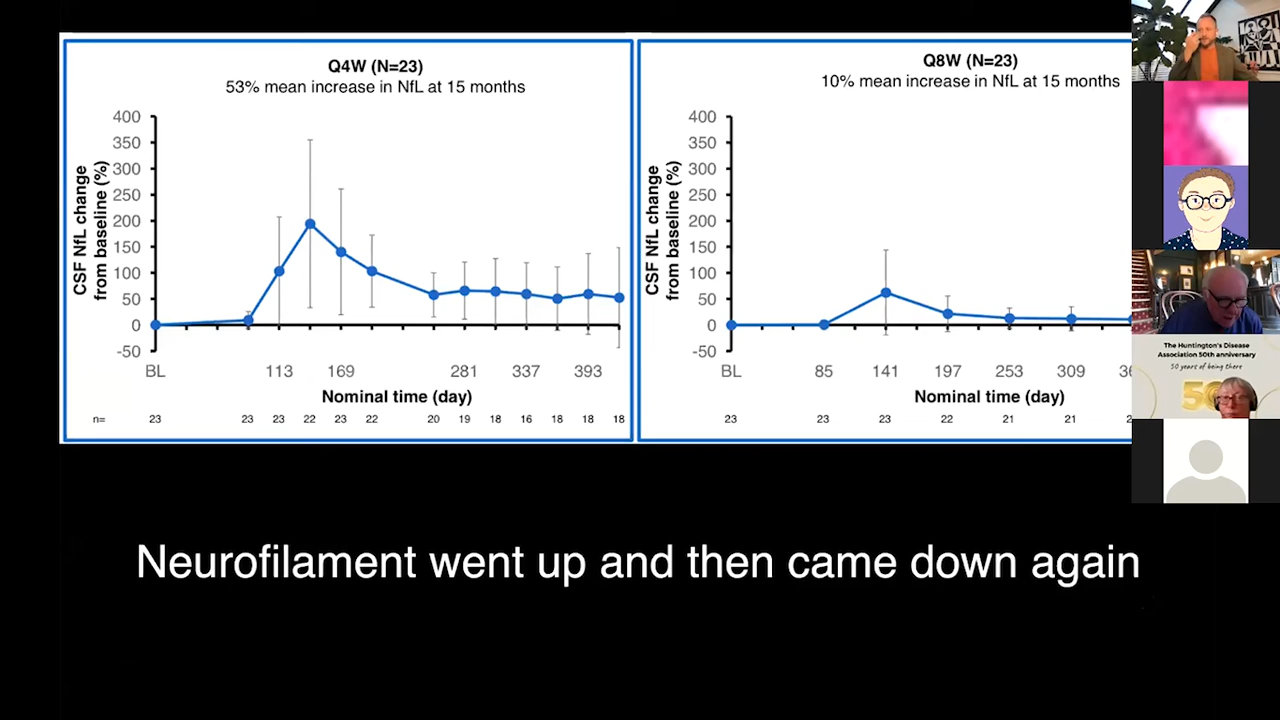 Q4W (N=23)
53% mean increase in NfL at 15 months
400
350
300
250
200
150
100
50
0
-50
CSF NfL change
from baseline (%)
BL 113 169 281 337 393
Nominal time (day)
n= 23 23 23 22 23 22 20 19 18 16 18 18 18
Q8W (N=23)
10% mean increase in NfL at 15 months
400
350
300
250
200
150
100
50
0
-50
CSF NfL change
from baseline (%)
BL 85 141 197 253 309
Nominal time (day)
23 23 23 22 21 21
The Huntington's Disease
Association 50th anniversary
50 years of being there
Neurofilament went up and then came down again